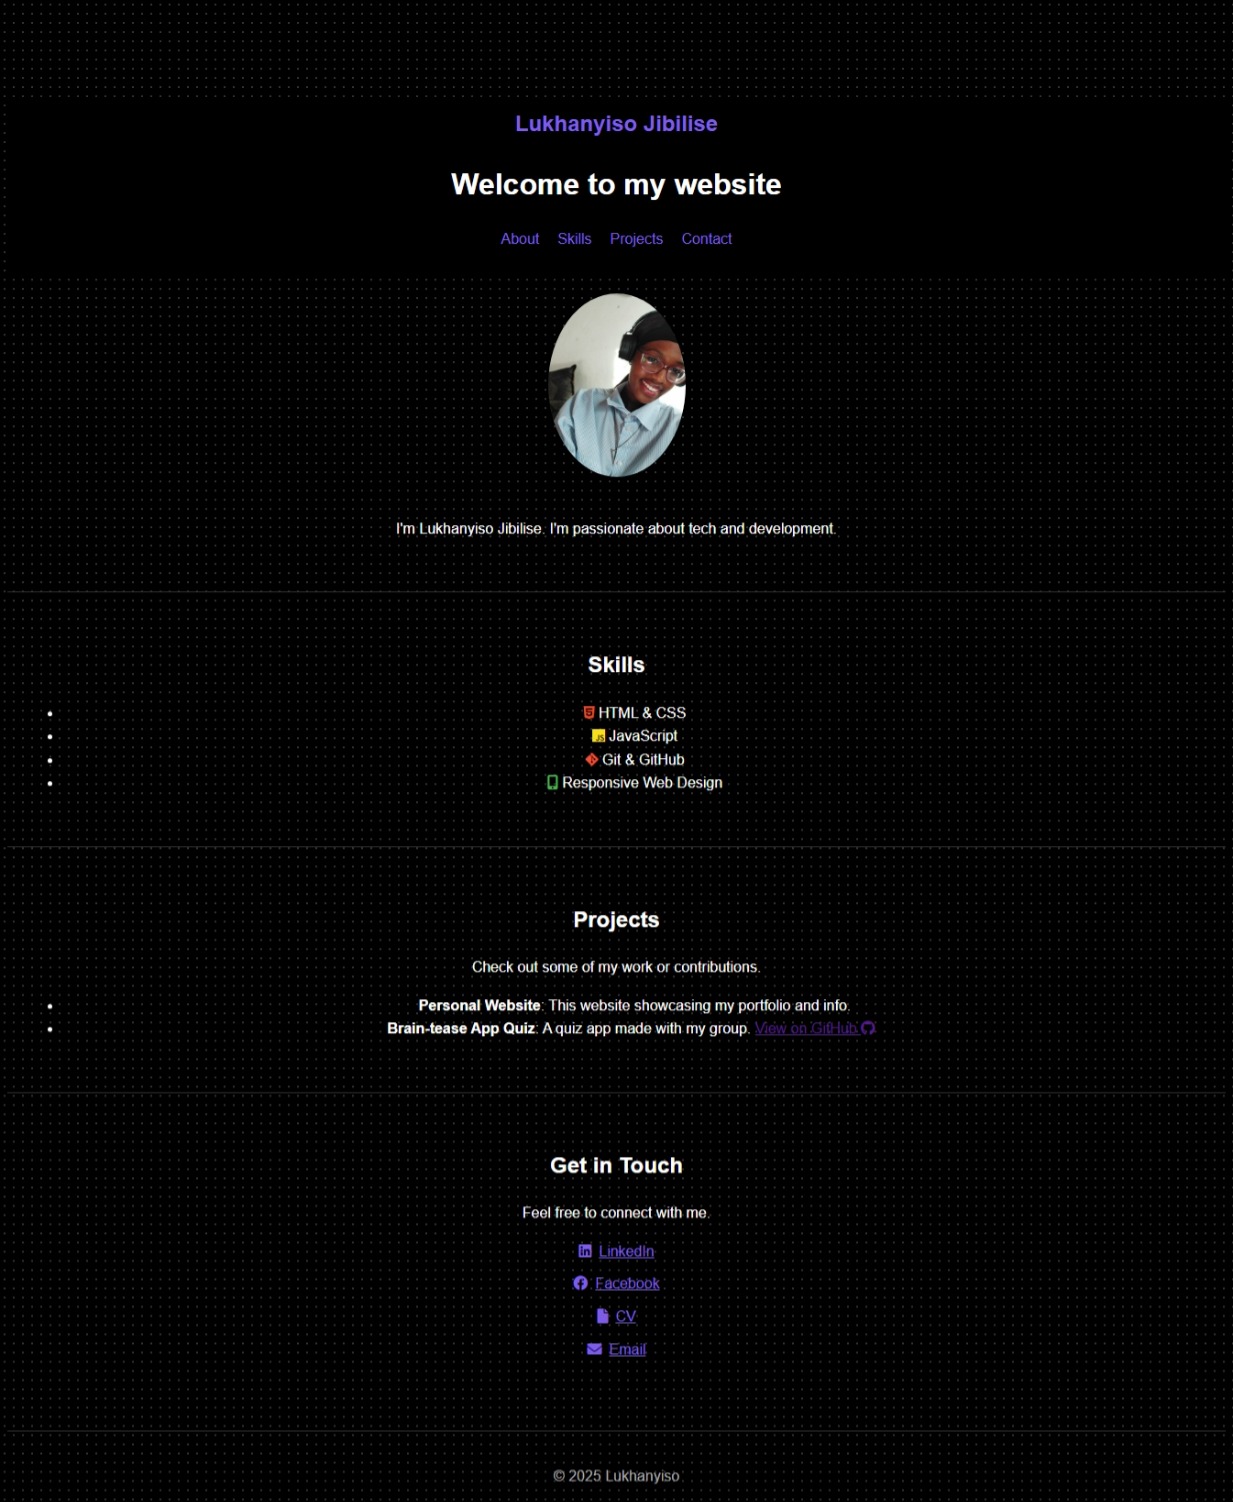 Lukhanyiso Jibilise
Welcome to my website
About Skills Projects Contact
I'm Lukhanyiso Jibilise. I'm passionate about tech and development.
Skills
HTML & CSS
JavaScript
Git & GitHub
Responsive Web Design
Projects
Check out some of my work or contributions.
Personal Website: This website showcasing my portfolio and info.
Brain-tease App Quiz: A quiz app made with my group. View on GitHub
Get in Touch
Feel free to connect with me.
LinkedIn
Facebook
CV
Email
© 2025 Lukhanyiso